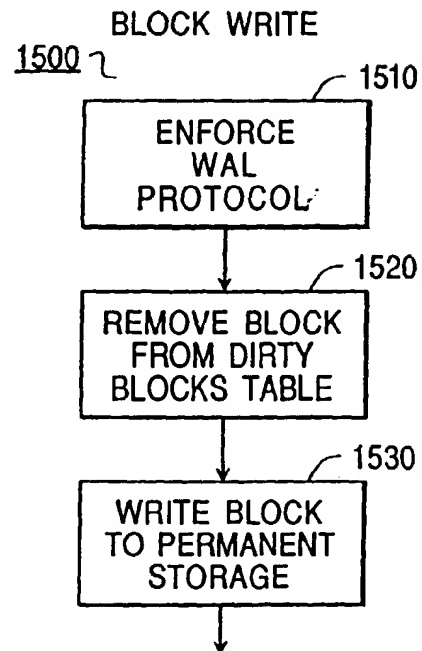 BLOCK WRITE
1500
1510
ENFORCE
WAL
PROTOCOL
1520
REMOVE BLOCK
FROM DIRTY
BLOCKS TABLE
1530
WRITE BLOCK
TO PERMANENT
STORAGE